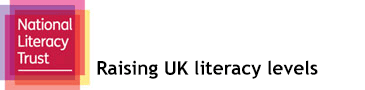 National
Literacy
Trust
Raising UK literacy levels